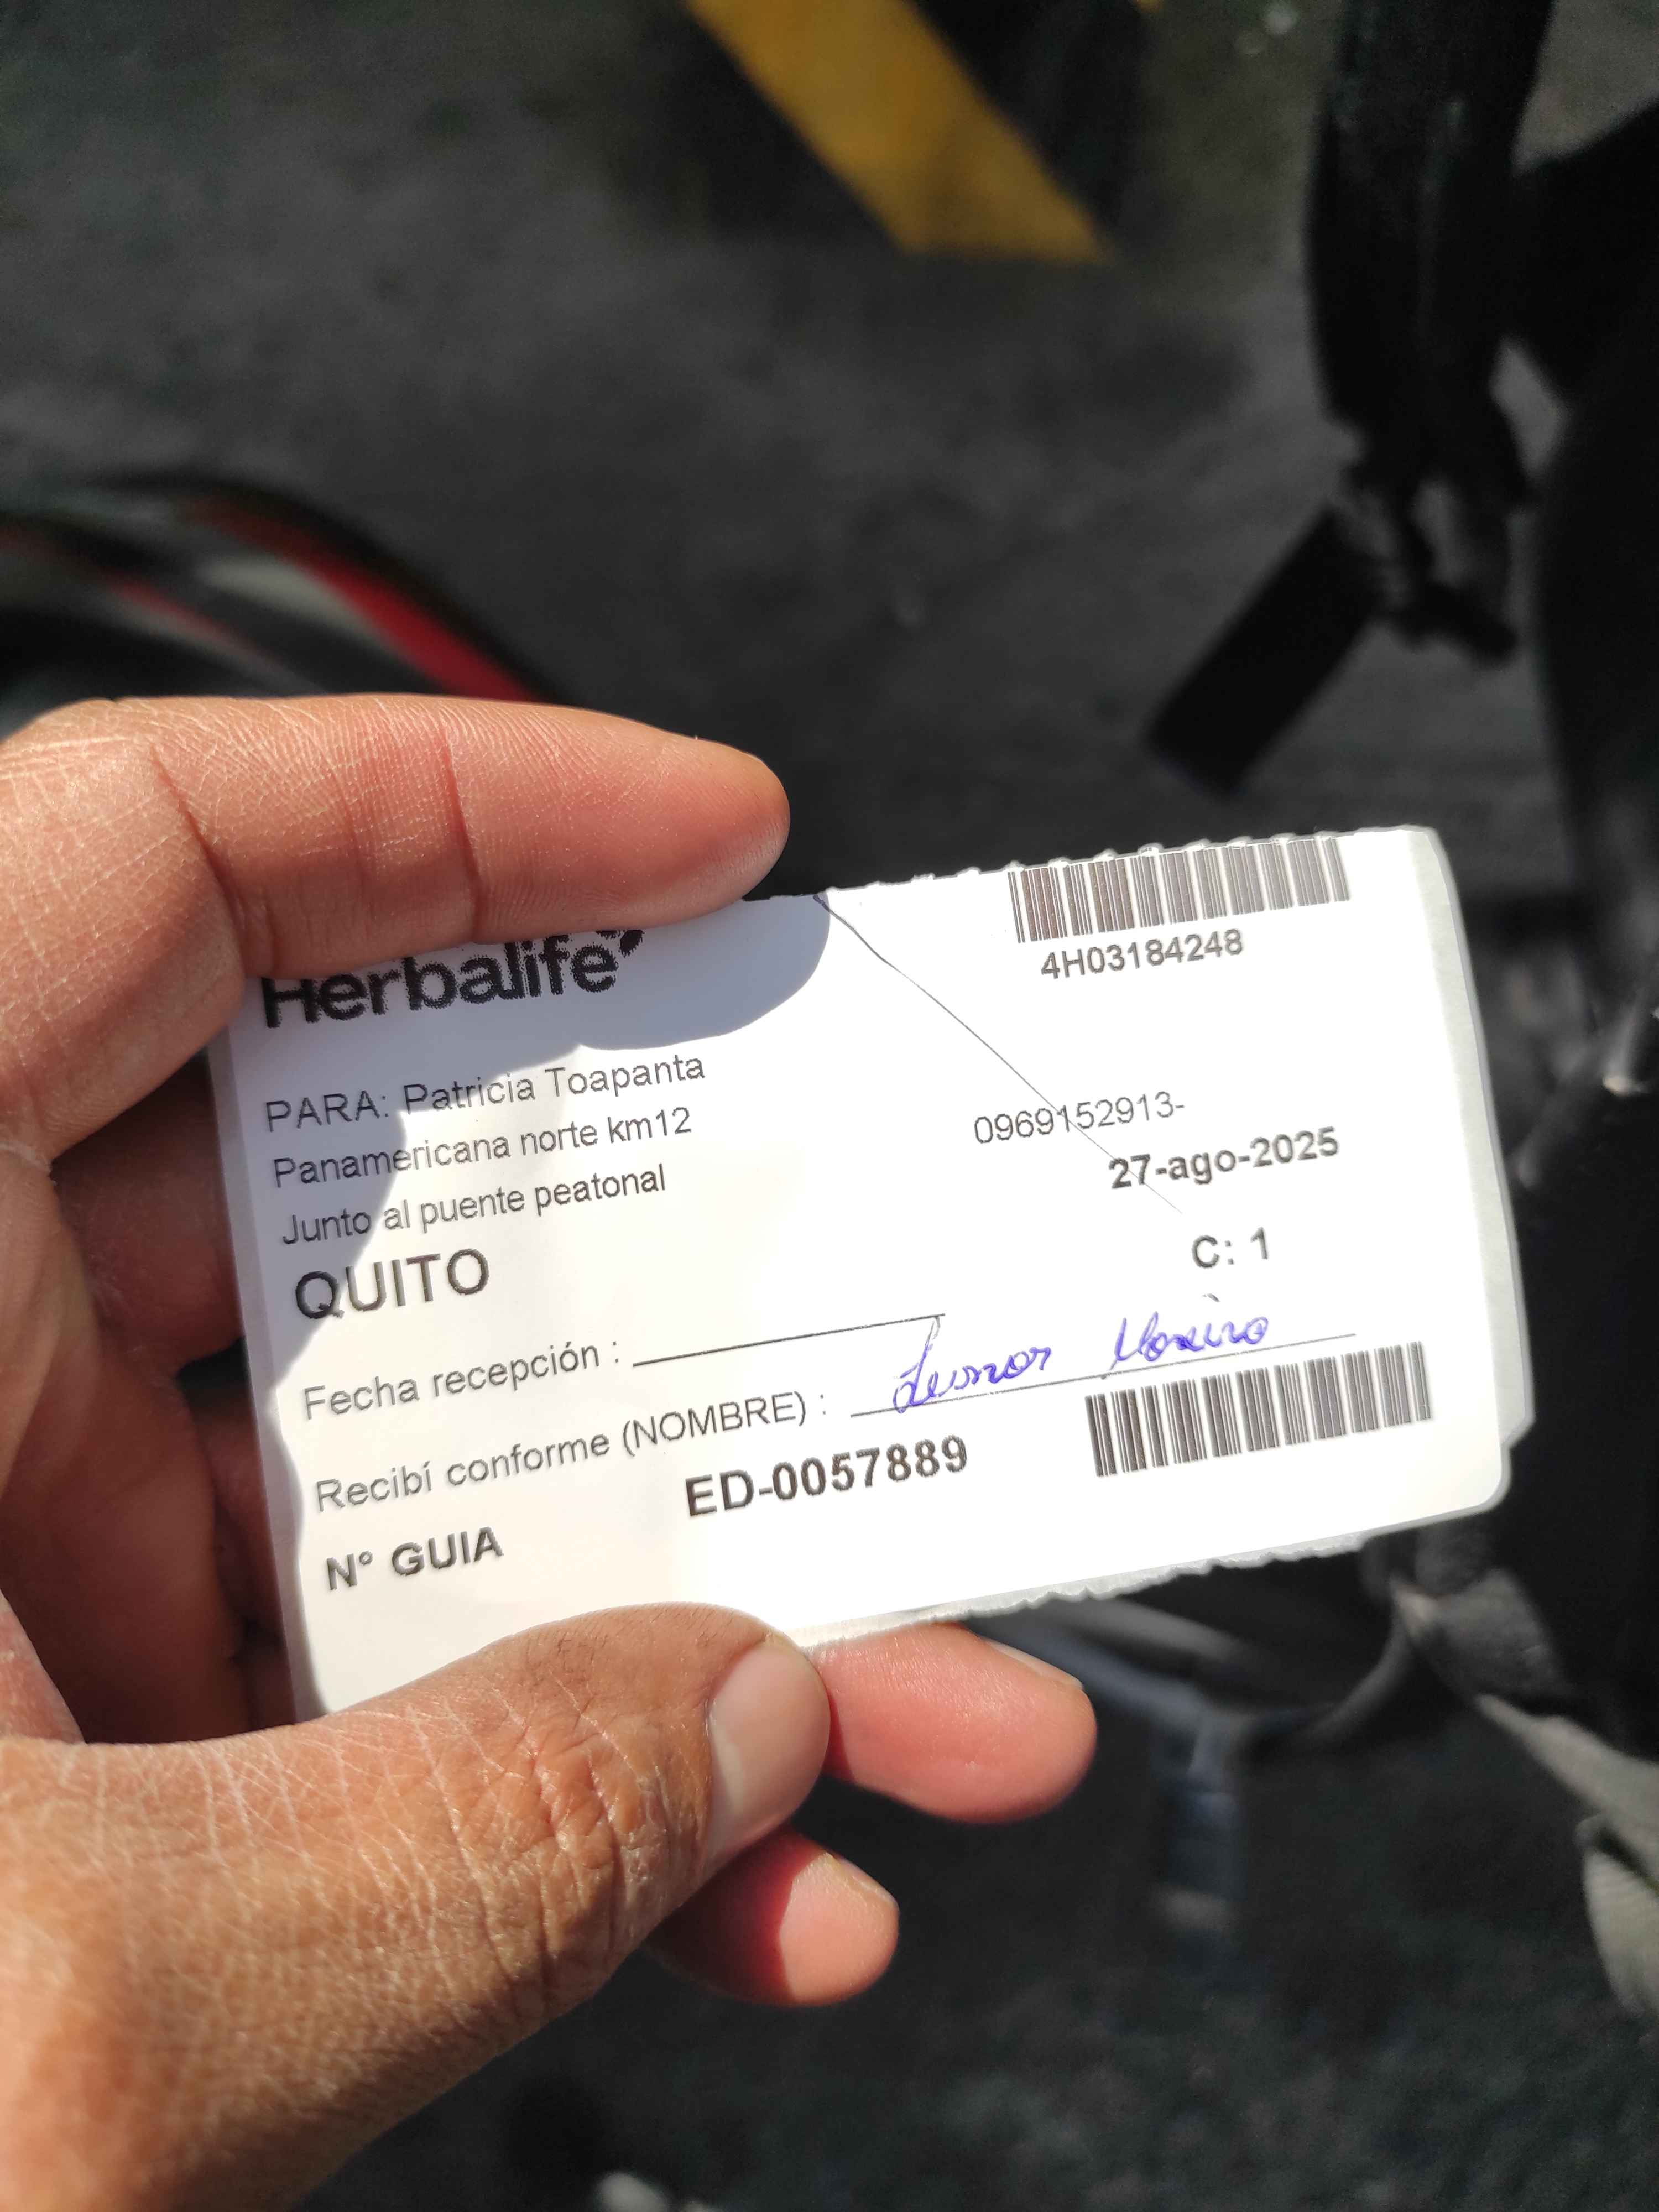 Herbalife
4H03184248
PARA: Patricia Toapanta
Panamericana norte km12
0969152913-
Junto al puente peatonal
27-ago-2025
QUITO
C: 1
Fecha recepción :
Recibí conforme (NOMBRE) :
Nº GUIA
ED-0057889